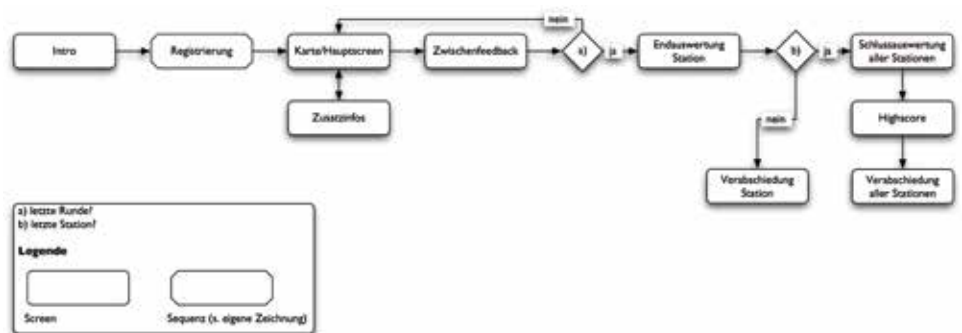 nein
Intro
Registrierung
Karte/Hauptscreen
Zwischenfeedback
a)
ja
Endauswertung
Station
b)
ja
Schlussauswertung
aller Stationen
Zusatzinfos
nein
Highscore
Verabschiedung
Station
Verabschiedung
aller Stationen
a) letzte Runde?
b) letzte Station?
Legende
Screen
Sequenz (s. eigene Zeichnung)